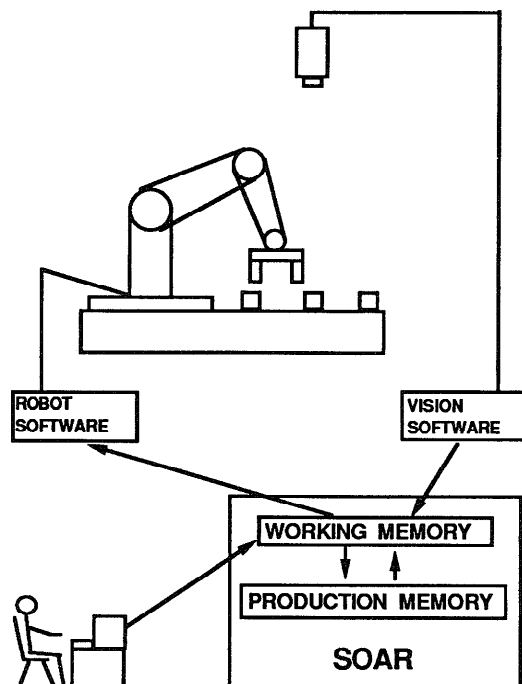 ROBOT
SOFTWARE
VISION
SOFTWARE
WORKING MEMORY
PRODUCTION MEMORY
SOAR